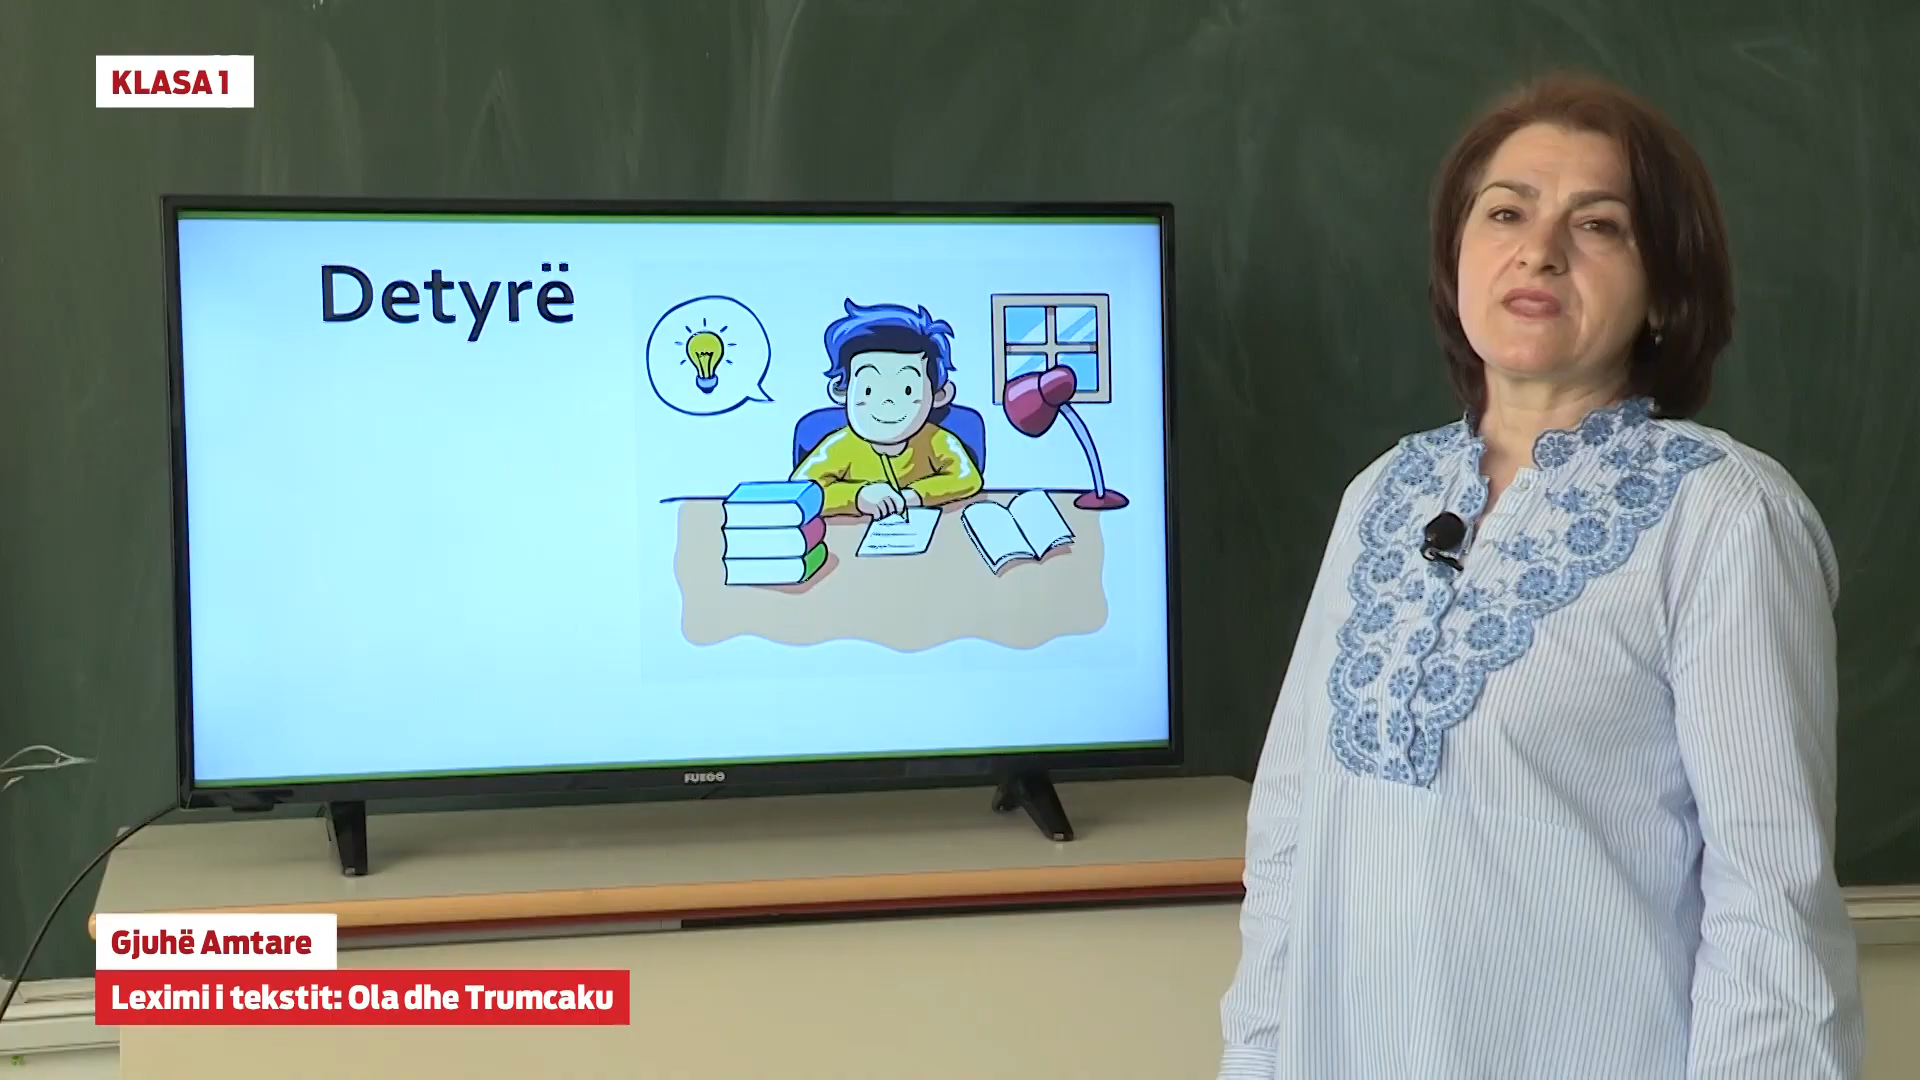 KLASA 1
Detyrë
FUEGO
Gjuhë Amtare
Leximi i tekstit: Ola dhe Trumcaku